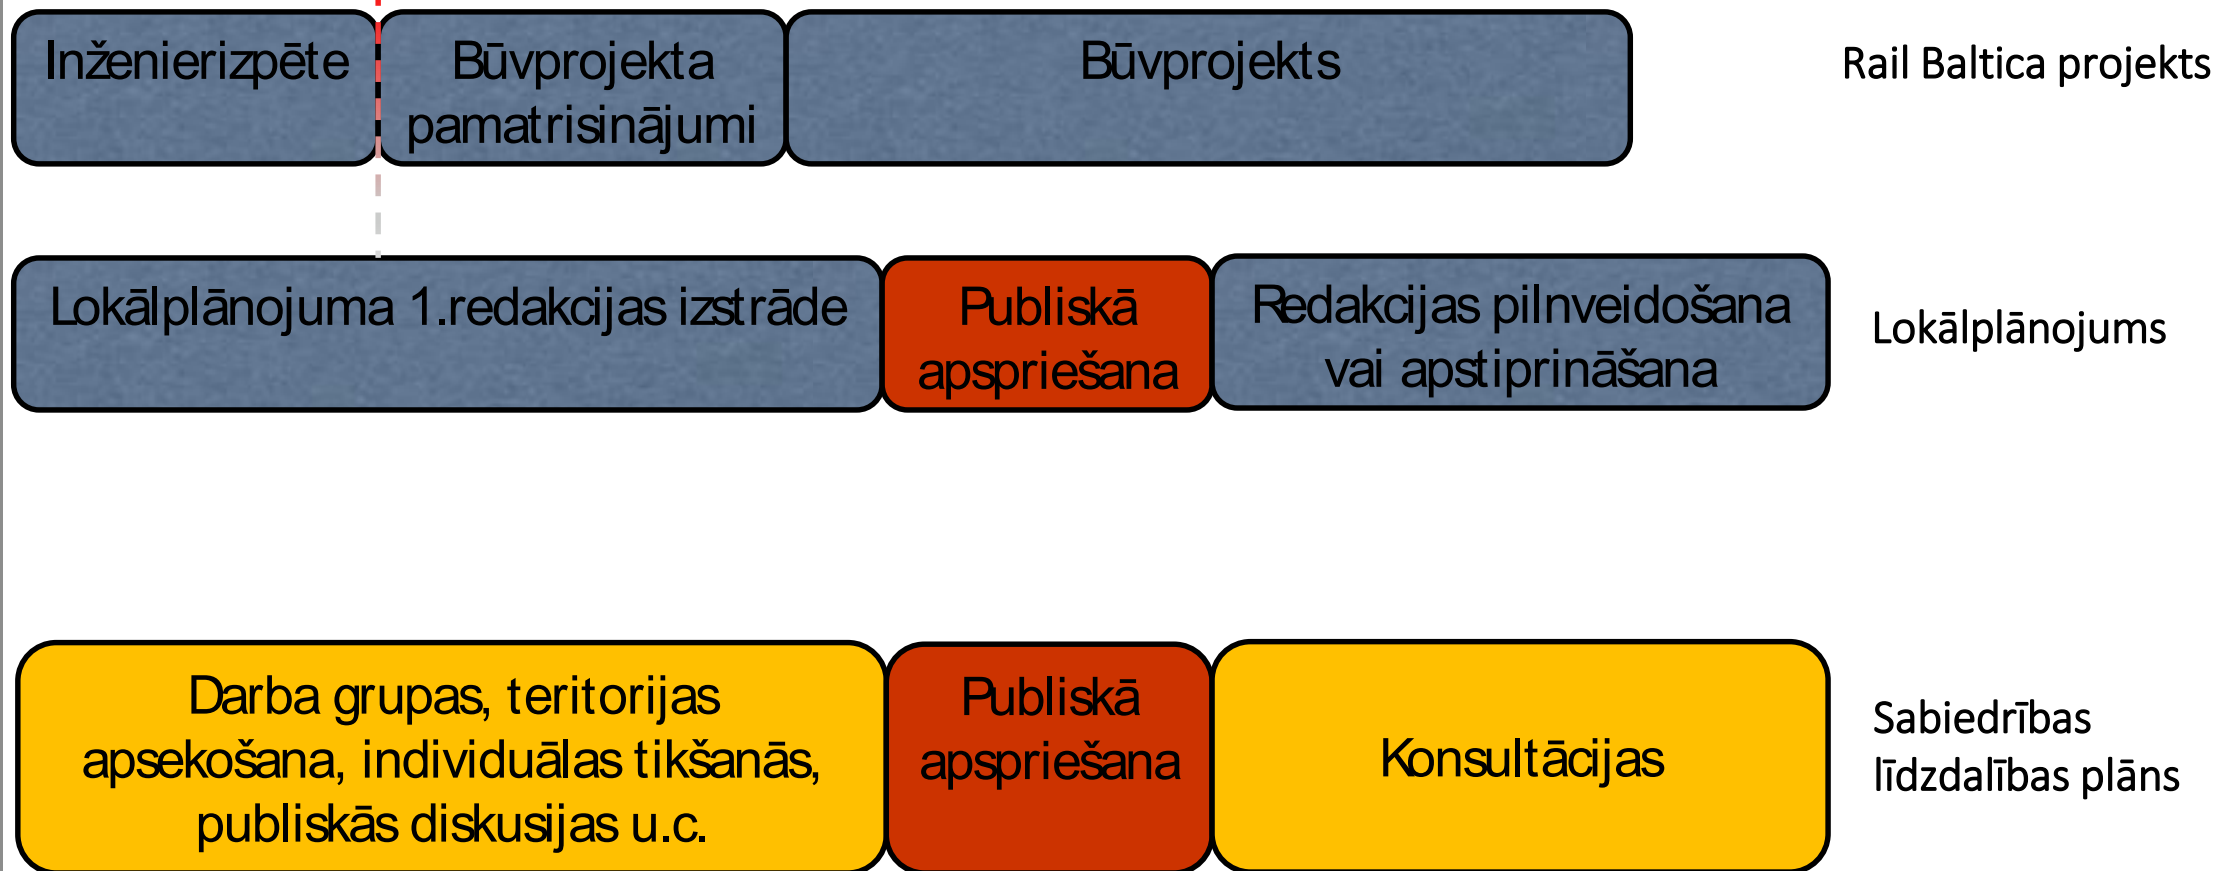 Inženierizpēte
Būvprojekta
pamatrisinājumi
Būvprojekts
Rail Baltica projekts
Lokālplānojuma 1.redakcijas izstrāde
Publiskā
apspriešana
Redakcijas pilnveidošana
vai apstiprināšana
Lokālplānojums
Darba grupas, teritorijas
apsekošana, individuālas tikšanās,
publiskās diskusijas u.c.
Publiskā
apspriešana
Konsultācijas
Sabiedrības
līdzdalības plāns